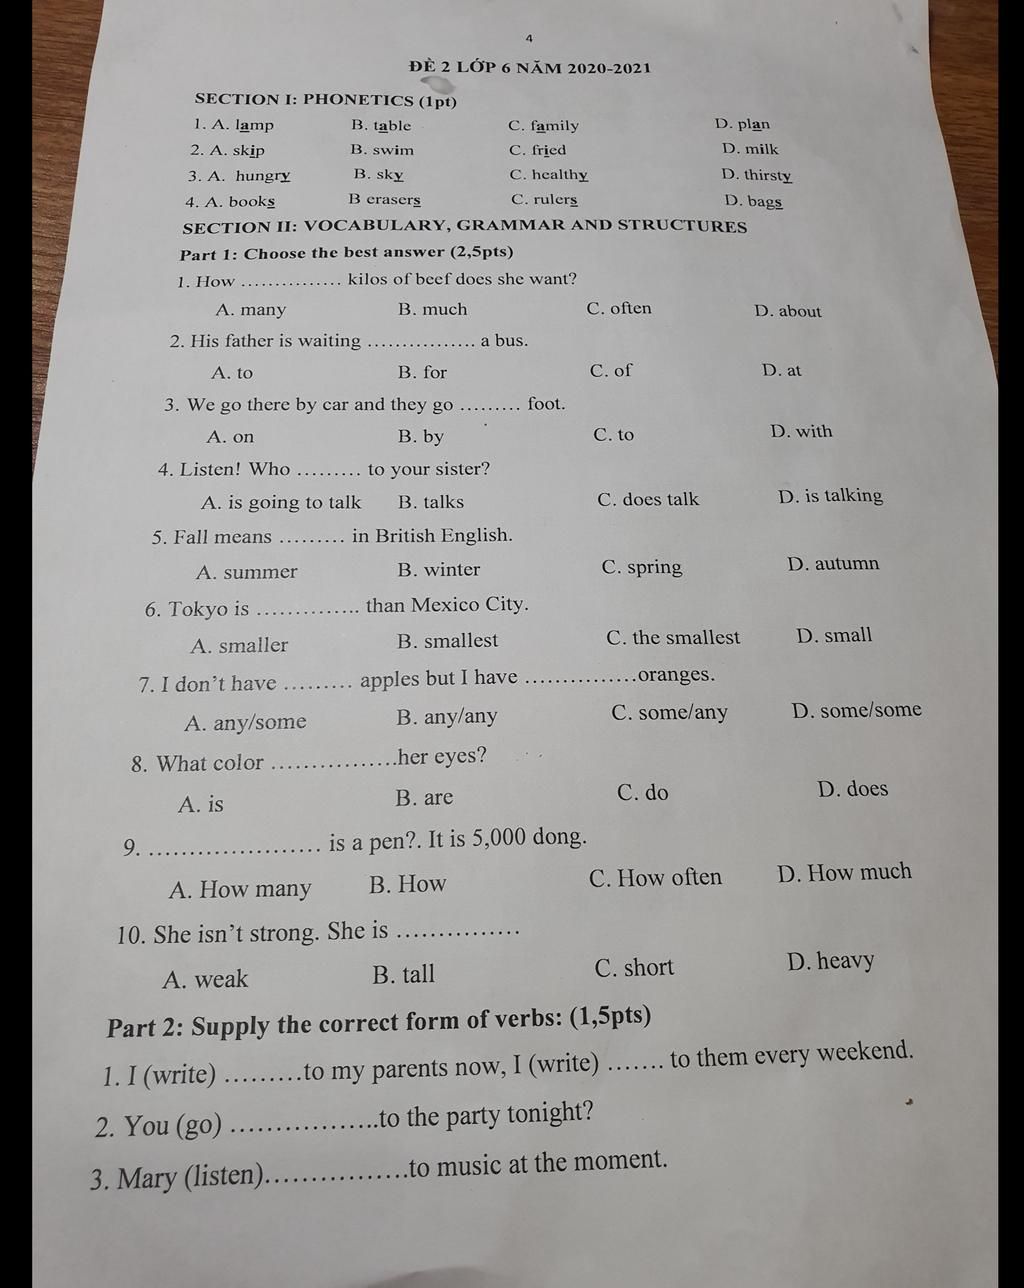 4
ĐỀ 2 LỚP 6 NĂM 2020-2021
SECTION I: PHONETICS (1pt)
1. A. lamp B. table C. family D. plan
2. A. skip B. swim C. fried D. milk
3. A. hungry B. sky C. healthy D. thirsty
4. A. books B erasers C. rulers D. bags
SECTION II: VOCABULARY, GRAMMAR AND STRUCTURES
Part 1: Choose the best answer (2,5pts)
1. How ............... kilos of beef does she want?
A. many B. much C. often D. about
2. His father is waiting ................ a bus.
A. to B. for C. of D. at
3. We go there by car and they go ......... foot.
A. on B. by C. to D. with
4. Listen! Who ......... to your sister?
A. is going to talk B. talks C. does talk D. is talking
5. Fall means ......... in British English.
A. summer B. winter C. spring D. autumn
6. Tokyo is .............. than Mexico City.
A. smaller B. smallest C. the smallest D. small
7. I don't have ......... apples but I have ...............oranges.
A. any/some B. any/any C. some/any D. some/some
8. What color ................her eyes?
A. is B. are C. do D. does
9. ..................... is a pen?. It is 5,000 dong.
A. How many B. How C. How often D. How much
10. She isn't strong. She is ...............
A. weak B. tall C. short D. heavy
Part 2: Supply the correct form of verbs: (1,5pts)
1. I (write) .........to my parents now, I (write) ....... to them every weekend.
2. You (go) ..................to the party tonight?
3. Mary (listen).................to music at the moment.